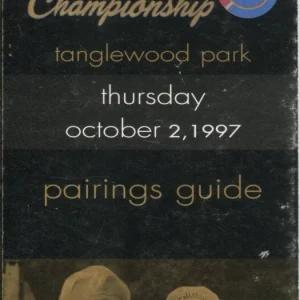 Championship
tanglewood park
thursday
october 2, 1997
pairings guide